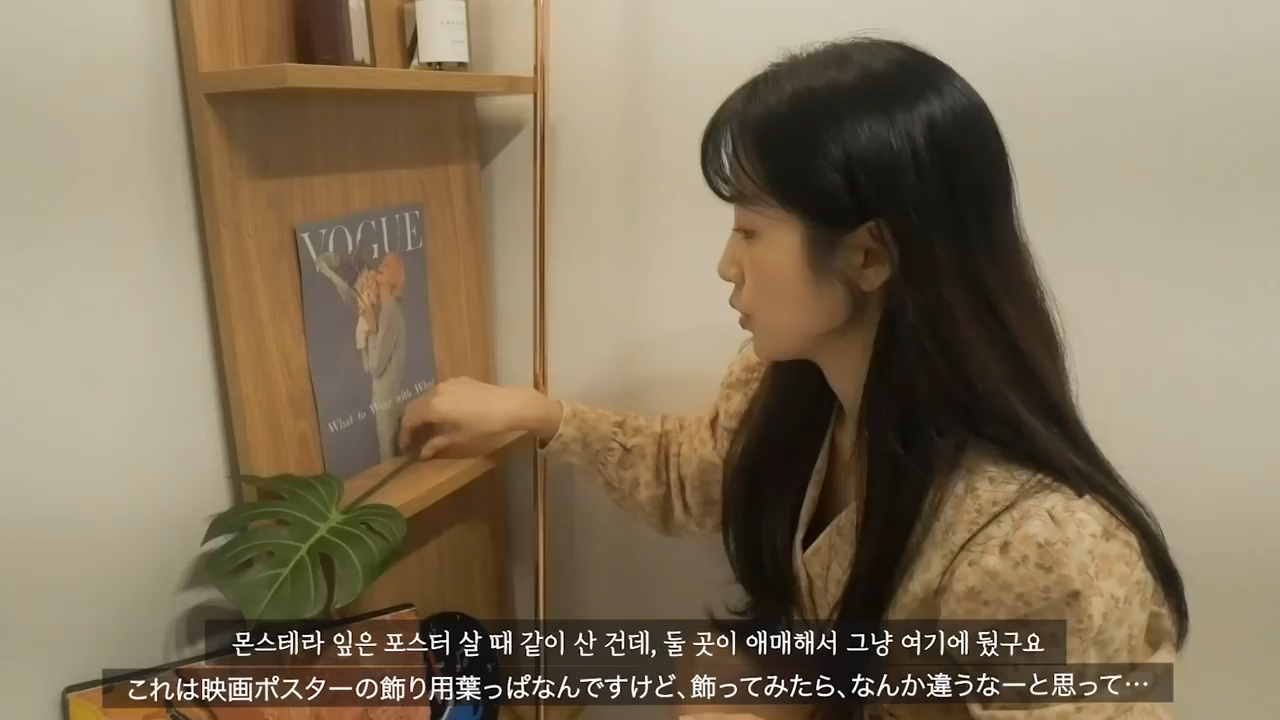 VOGUE
What to Wear with What
몬스테라 잎은 포스터 살 때 같이 산 건데, 둘 곳이 애매해서 그냥 여기에 뒀구요
これは映画ポスターの飾り用葉っぱなんですけど、飾ってみたら、なんか違うなーと思って…